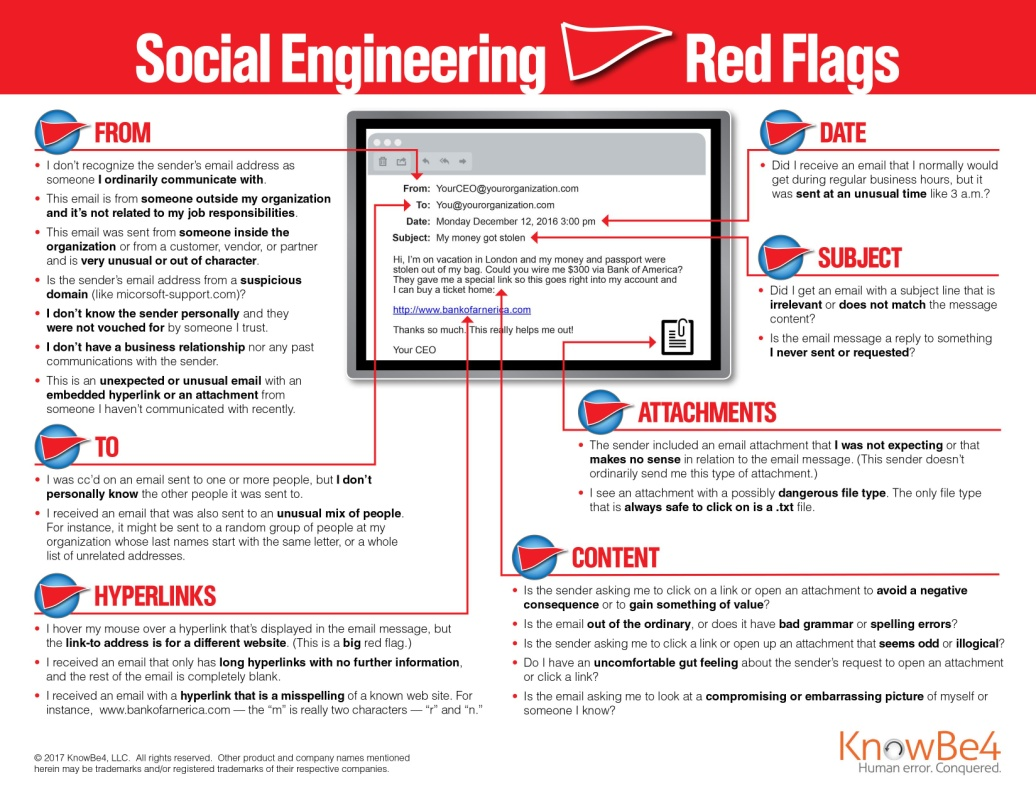 Social Engineering Red Flags
FROM
• I don't recognize the sender's email address as
someone I ordinarily communicate with.
• This email is from someone outside my organization
and it's not related to my job responsibilities.
• This email was sent from someone inside the
organization or from a customer, vendor, or partner
and is very unusual or out of character.
• Is the sender's email address from a suspicious
domain (like micorsoft-support.com)?
• I don't know the sender personally and they
were not vouched for by someone I trust.
• I don't have a business relationship nor any past
communications with the sender.
• This is an unexpected or unusual email with an
embedded hyperlink or an attachment from
someone I haven't communicated with recently.
TO
• I was cc'd on an email sent to one or more people, but I don't
personally know the other people it was sent to.
• I received an email that was also sent to an unusual mix of people.
For instance, it might be sent to a random group of people at my
organization whose last names start with the same letter, or a whole
list of unrelated addresses.
HYPERLINKS
• I hover my mouse over a hyperlink that's displayed in the email message, but
the link-to address is for a different website. (This is a big red flag.)
• I received an email that only has long hyperlinks with no further information,
and the rest of the email is completely blank.
• I received an email with a hyperlink that is a misspelling of a known web site. For
instance, www.bankofarnerica.com — the "m" is really two characters — "r" and "n."
From: YourCEO@yourorganization.com
To: You@yourorganization.com
Date: Monday December 12, 2016 3:00 pm
Subject: My money got stolen
Hi, I'm on vacation in London and my money and passport were
stolen out of my bag. Could you wire me $300 via Bank of America?
They gave me a special link so this goes right into my account and
I can buy a ticket home:
http://www.bankofarnerica.com
Thanks so much. This really helps me out!
Your CEO
DATE
• Did I receive an email that I normally would
get during regular business hours, but it
was sent at an unusual time like 3 a.m.?
SUBJECT
• Did I get an email with a subject line that is
irrelevant or does not match the message
content?
• Is the email message a reply to something
I never sent or requested?
ATTACHMENTS
• The sender included an email attachment that I was not expecting or that
makes no sense in relation to the email message. (This sender doesn't
ordinarily send me this type of attachment.)
• I see an attachment with a possibly dangerous file type. The only file type
that is always safe to click on is a .txt file.
CONTENT
• Is the sender asking me to click on a link or open an attachment to avoid a negative
consequence or to gain something of value?
• Is the email out of the ordinary, or does it have bad grammar or spelling errors?
• Is the sender asking me to click a link or open up an attachment that seems odd or illogical?
• Do I have an uncomfortable gut feeling about the sender's request to open an attachment
or click a link?
• Is the email asking me to look at a compromising or embarrassing picture of myself or
someone I know?
© 2017 KnowBe4, LLC. All rights reserved. Other product and company names mentioned
herein may be trademarks and/or registered trademarks of their respective companies.
KnowBe4
Human error. Conquered.